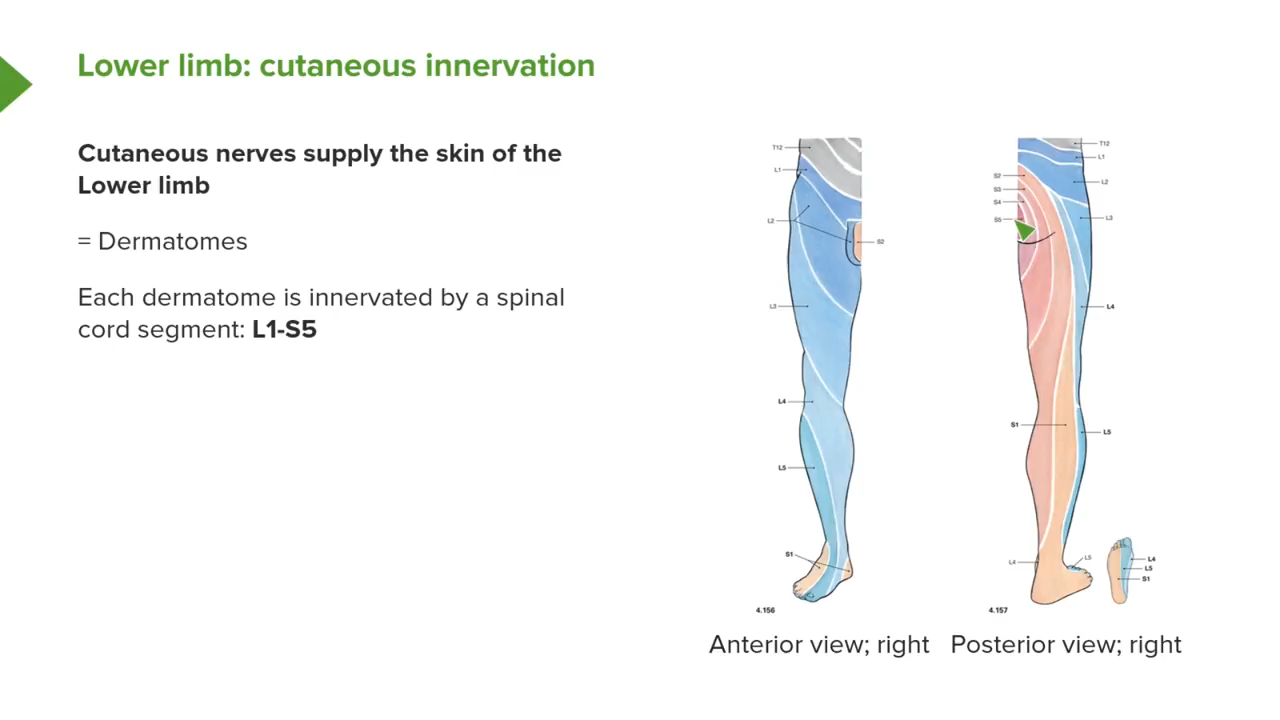 Lower limb: cutaneous innervation
Cutaneous nerves supply the skin of the
Lower limb
= Dermatomes
Each dermatome is innervated by a spinal
cord segment: L1-S5
T12
L1
L2
S2
L3
L4
L5
S1
4.156
Anterior view; right
T12
L1
S2
L2
S3
S4
L3
S5
L4
S1
L5
L5
L4
L4
L5
S1
4.157
Posterior view; right